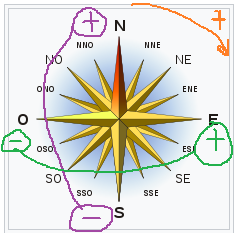 + +
N
NNO NNE
NO NE
ONO ENE
O E
- +
OSO ESE
SO SE
SSO SSE
- S